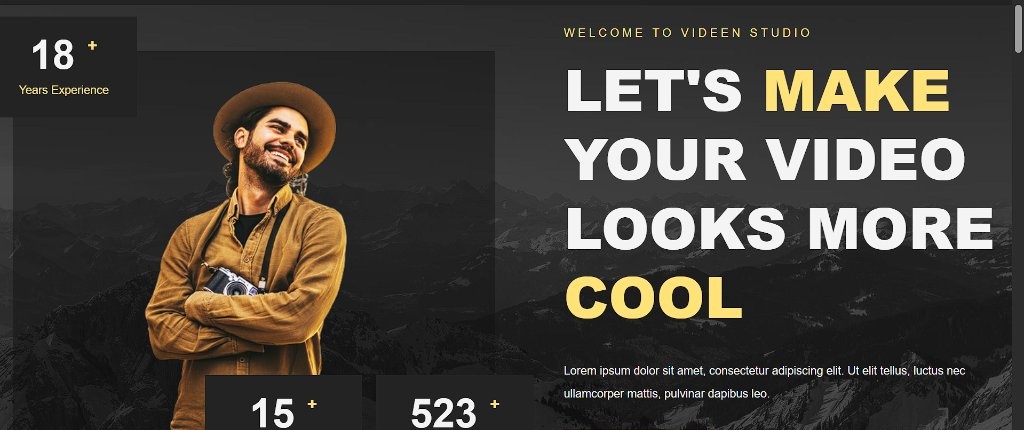 18 +
Years Experience
WELCOME TO VIDEEN STUDIO
LET'S MAKE
YOUR VIDEO
LOOKS MORE
COOL
Lorem ipsum dolor sit amet, consectetur adipiscing elit. Ut elit tellus, luctus nec
ullamcorper mattis, pulvinar dapibus leo.
15 +
523 +